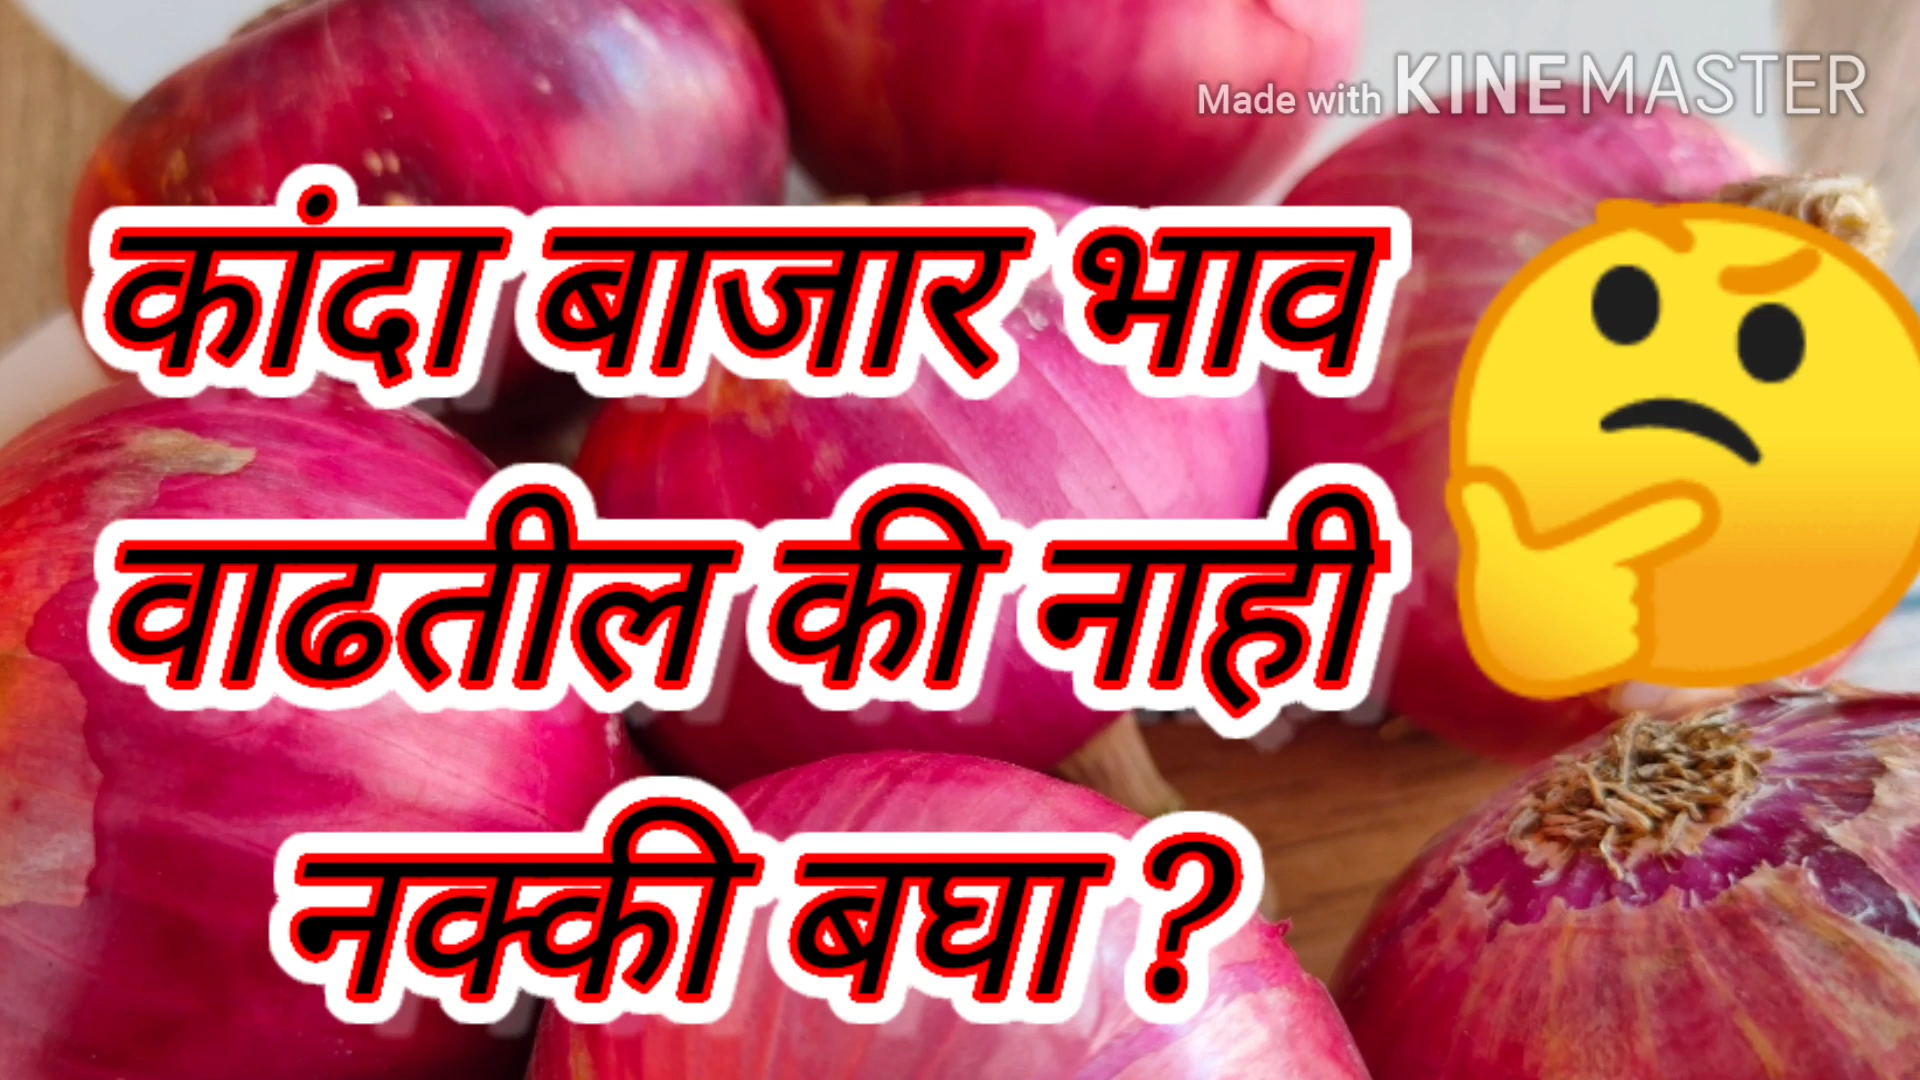 Made with KINEMASTER
कांदा बाजार भाव
वाढतील की नाही
नक्की बघा ?